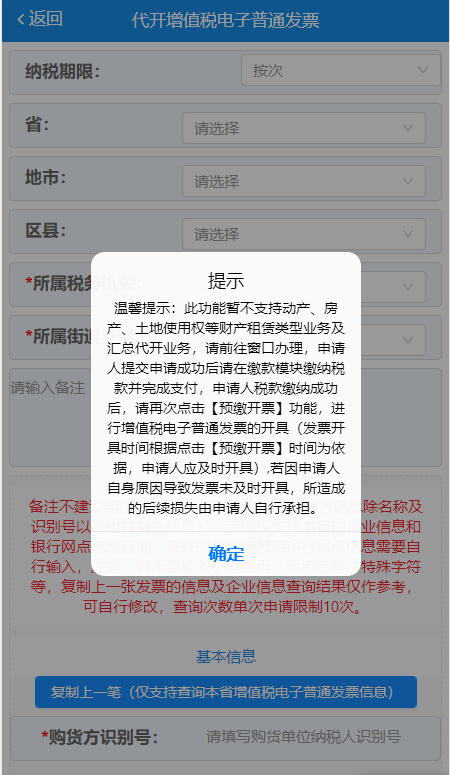 返回
代开增值税电子普通发票
纳税期限：
按次
省：
请选择
地市：
请选择
区县：
请选择
*所属税务机关：
*所属街道
请输入备注
提示
温馨提示：此功能暂不支持动产、房
产、土地使用权等财产租赁类型业务及
汇总代开业务，请前往窗口办理，申请
人提交申请成功后请在缴款模块缴纳税
款并完成支付，申请人税款缴纳成功
后，请再次点击【预缴开票】功能，进
行增值税电子普通发票的开具（发票开
具时间根据点击【预缴开票】时间为依
据，申请人应及时开具）,若因申请人
自身原因导致发票未及时开具，所造成
的后续损失由申请人自行承担。
确定
备注不建议
除名称及
识别号以
企业信息和
银行网点
信息需要自
行输入，
特殊字符
等，复制上一张发票的信息及企业信息查询结果仅作参考，
可自行修改，查询次数单次申请限制10次。
基本信息
复制上一笔（仅支持查询本省增值税电子普通发票信息）
*购货方识别号：
请填写购货单位纳税人识别号